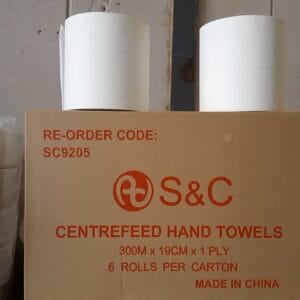 RE-ORDER CODE:
SC9205
S&C
CENTREFEED HAND TOWELS
300M x 19CM x 1 PLY
6 ROLLS PER CARTON
MADE IN CHINA